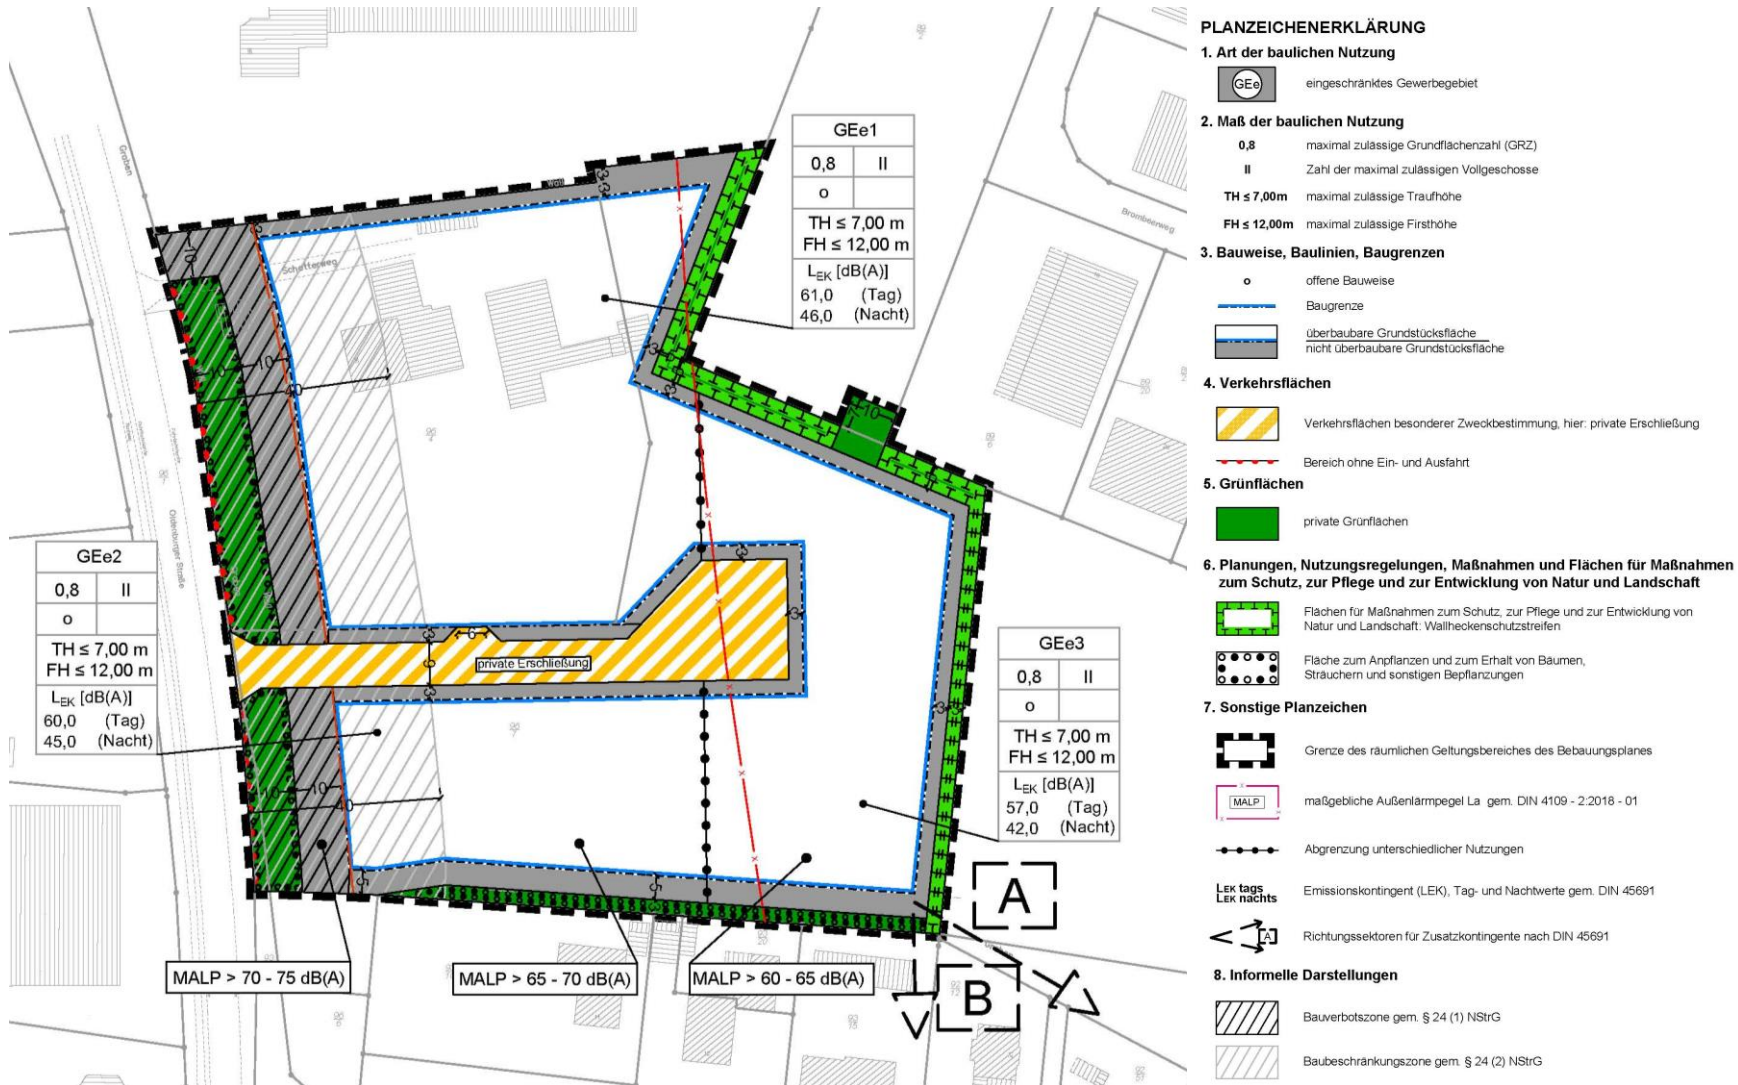 PLANZEICHENERKLÄRUNG
1. Art der baulichen Nutzung
GEe
eingeschränktes Gewerbegebiet
2. Maß der baulichen Nutzung
0,8 maximal zulässige Grundflächenzahl (GRZ)
II Zahl der maximal zulässigen Vollgeschosse
TH ≤ 7,00m maximal zulässige Traufhöhe
FH ≤ 12,00m maximal zulässige Firsthöhe
3. Bauweise, Baulinien, Baugrenzen
o offene Bauweise
Baugrenze
überbaubare Grundstücksfläche
nicht überbaubare Grundstücksfläche
4. Verkehrsflächen
Verkehrsflächen besonderer Zweckbestimmung, hier: private Erschließung
Bereich ohne Ein- und Ausfahrt
5. Grünflächen
private Grünflächen
6. Planungen, Nutzungsregelungen, Maßnahmen und Flächen für Maßnahmen
zum Schutz, zur Pflege und zur Entwicklung von Natur und Landschaft
Flächen für Maßnahmen zum Schutz, zur Pflege und zur Entwicklung von
Natur und Landschaft: Wallheckenschutzstreifen
Fläche zum Anpflanzen und zum Erhalt von Bäumen,
Sträuchern und sonstigen Bepflanzungen
7. Sonstige Planzeichen
Grenze des räumlichen Geltungsbereiches des Bebauungsplanes
MALP
maßgebliche Außenlärmpegel La gem. DIN 4109 - 2:2018 - 01
Abgrenzung unterschiedlicher Nutzungen
LEK tags
LEK nachts
Emissionskontingent (LEK), Tag- und Nachtwerte gem. DIN 45691
A
Richtungssektoren für Zusatzkontingente nach DIN 45691
8. Informelle Darstellungen
Bauverbotszone gem. § 24 (1) NStrG
Baubeschränkungszone gem. § 24 (2) NStrG
GEe1
0,8 II
o
TH ≤ 7,00 m
FH ≤ 12,00 m
LEK [dB(A)]
61,0 (Tag)
46,0 (Nacht)
GEe2
0,8 II
o
TH ≤ 7,00 m
FH ≤ 12,00 m
LEK [dB(A)]
60,0 (Tag)
45,0 (Nacht)
GEe3
0,8 II
o
TH ≤ 7,00 m
FH ≤ 12,00 m
LEK [dB(A)]
57,0 (Tag)
42,0 (Nacht)
Graben
Wall
Schotterweg
Brombeerweg
Oldenburger Straße
private Erschließung
MALP > 70 - 75 dB(A)
MALP > 65 - 70 dB(A)
MALP > 60 - 65 dB(A)
A
B